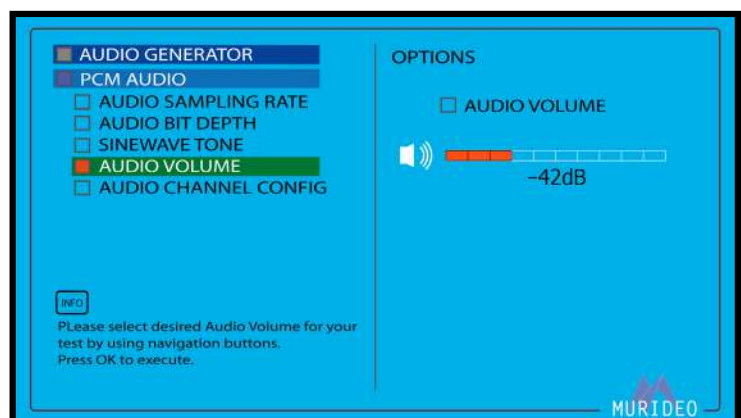 AUDIO GENERATOR
PCM AUDIO
AUDIO SAMPLING RATE
AUDIO BIT DEPTH
SINEWAVE TONE
AUDIO VOLUME
AUDIO CHANNEL CONFIG
INFO
PLease select desired Audio Volume for your
test by using navigation buttons.
Press OK to execute.
OPTIONS
AUDIO VOLUME
-42dB
MURIDEO